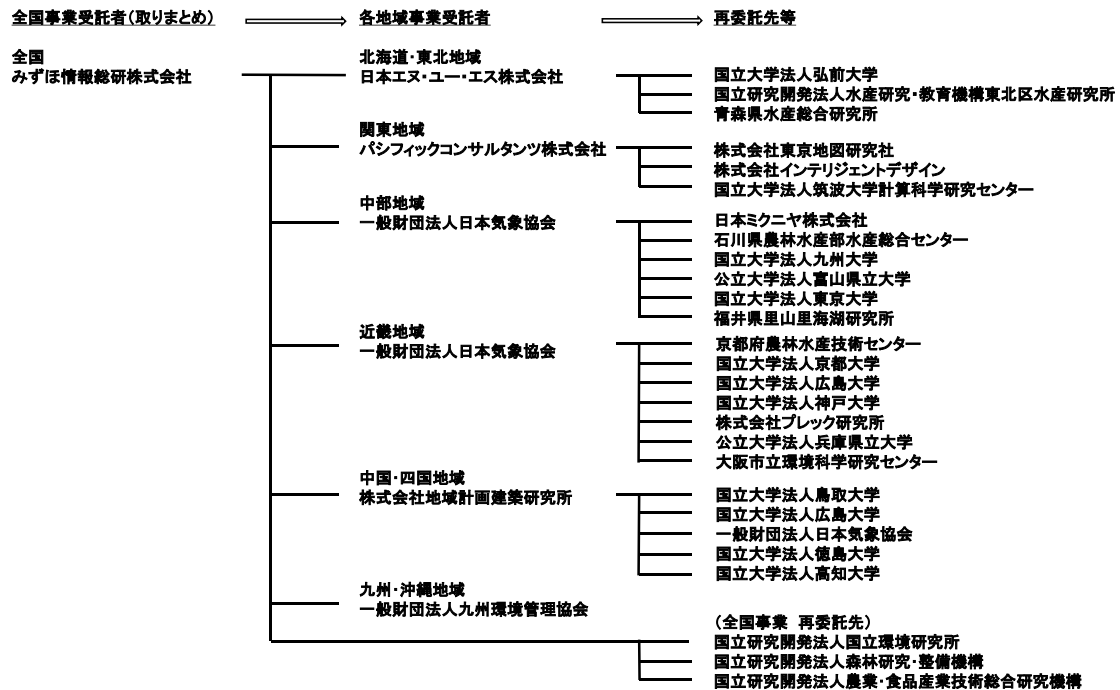 全国事業受託者（取りまとめ）
各地域事業受託者
再委託先等
全国
みずほ情報総研株式会社
北海道・東北地域
日本エヌ・ユー・エス株式会社
国立大学法人弘前大学
国立研究開発法人水産研究・教育機構東北区水産研究所
青森県水産総合研究所
関東地域
パシフィックコンサルタンツ株式会社
株式会社東京地図研究社
株式会社インテリジェントデザイン
国立大学法人筑波大学計算科学研究センター
中部地域
一般財団法人日本気象協会
日本ミクニヤ株式会社
石川県農林水産部水産総合センター
国立大学法人九州大学
公立大学法人富山県立大学
国立大学法人東京大学
福井県里山里海湖研究所
近畿地域
一般財団法人日本気象協会
京都府農林水産技術センター
国立大学法人京都大学
国立大学法人広島大学
国立大学法人神戸大学
株式会社プレック研究所
公立大学法人兵庫県立大学
大阪市立環境科学研究センター
中国・四国地域
株式会社地域計画建築研究所
国立大学法人鳥取大学
国立大学法人広島大学
一般財団法人日本気象協会
国立大学法人徳島大学
国立大学法人高知大学
九州・沖縄地域
一般財団法人九州環境管理協会
（全国事業 再委託先）
国立研究開発法人国立環境研究所
国立研究開発法人森林研究・整備機構
国立研究開発法人農業・食品産業技術総合研究機構